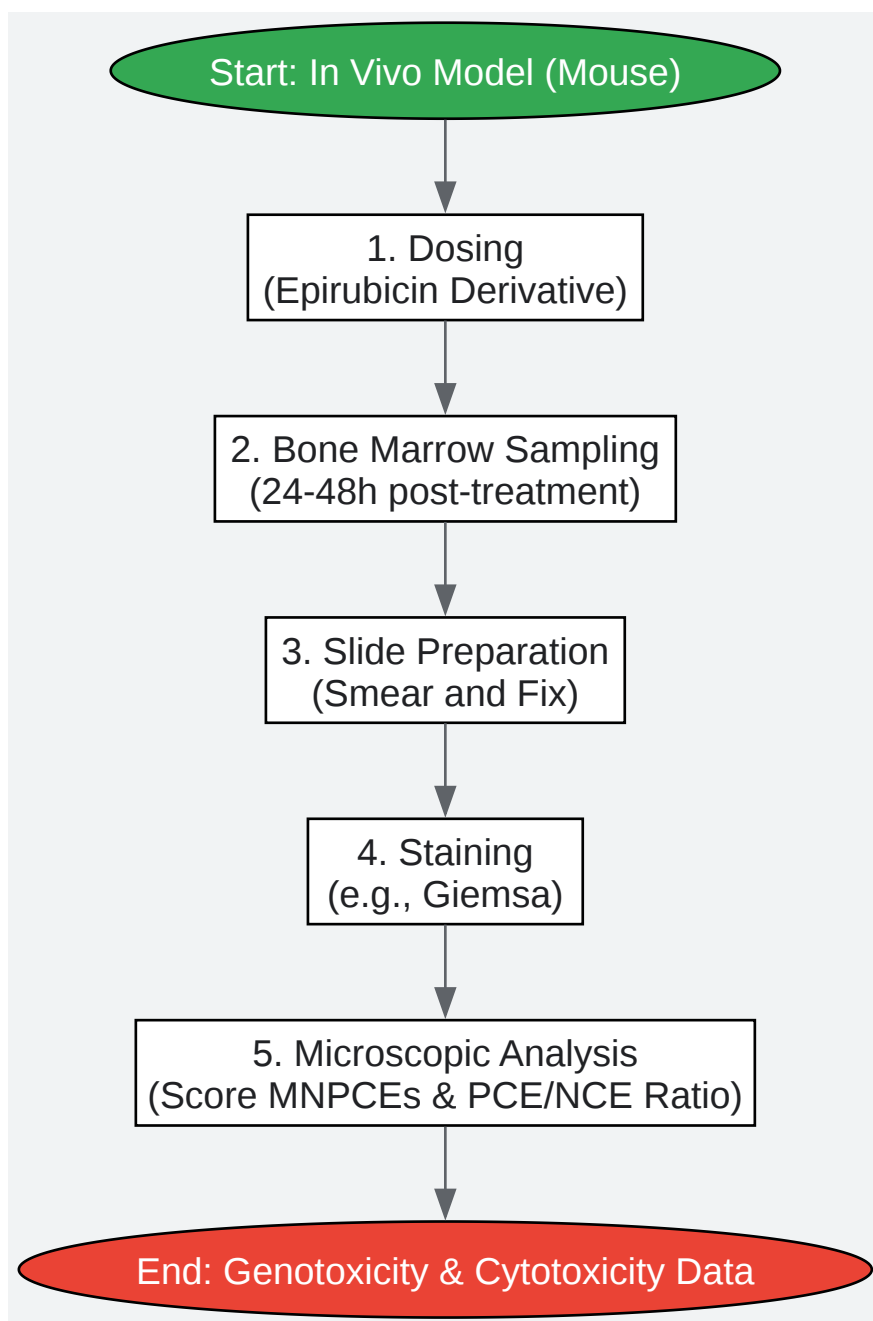 Start: In Vivo Model (Mouse)
1. Dosing
(Epirubicin Derivative)
2. Bone Marrow Sampling
(24-48h post-treatment)
3. Slide Preparation
(Smear and Fix)
4. Staining
(e.g., Giemsa)
5. Microscopic Analysis
(Score MNPCEs & PCE/NCE Ratio)
End: Genotoxicity & Cytotoxicity Data